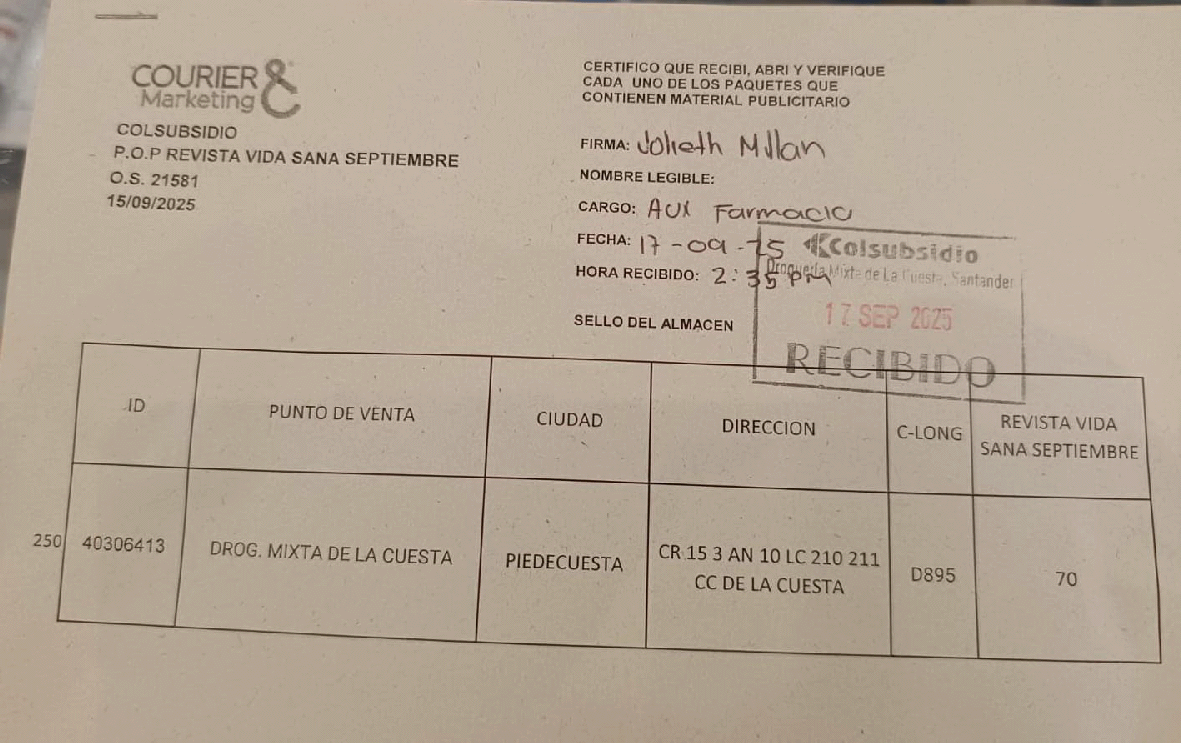 COURIER &
Marketing
COLSUBSIDIO
P.O.P REVISTA VIDA SANA SEPTIEMBRE
O.S. 21581
15/09/2025
CERTIFICO QUE RECIBI, ABRI Y VERIFIQUE
CADA UNO DE LOS PAQUETES QUE
CONTIENEN MATERIAL PUBLICITARIO
FIRMA: Jolieth Millan
NOMBRE LEGIBLE:
CARGO: AUX Farmacia
FECHA: 17-09-25
HORA RECIBIDO: 2:35 PM
SELLO DEL ALMACEN
Colsubsidio
Droguería Mixta de La Cuesta, Santander
17 SEP 2025
RECIBIDO
ID PUNTO DE VENTA CIUDAD DIRECCION C-LONG REVISTA VIDA SANA SEPTIEMBRE
250 40306413 DROG. MIXTA DE LA CUESTA PIEDECUESTA CR 15 3 AN 10 LC 210 211 CC DE LA CUESTA D895 70